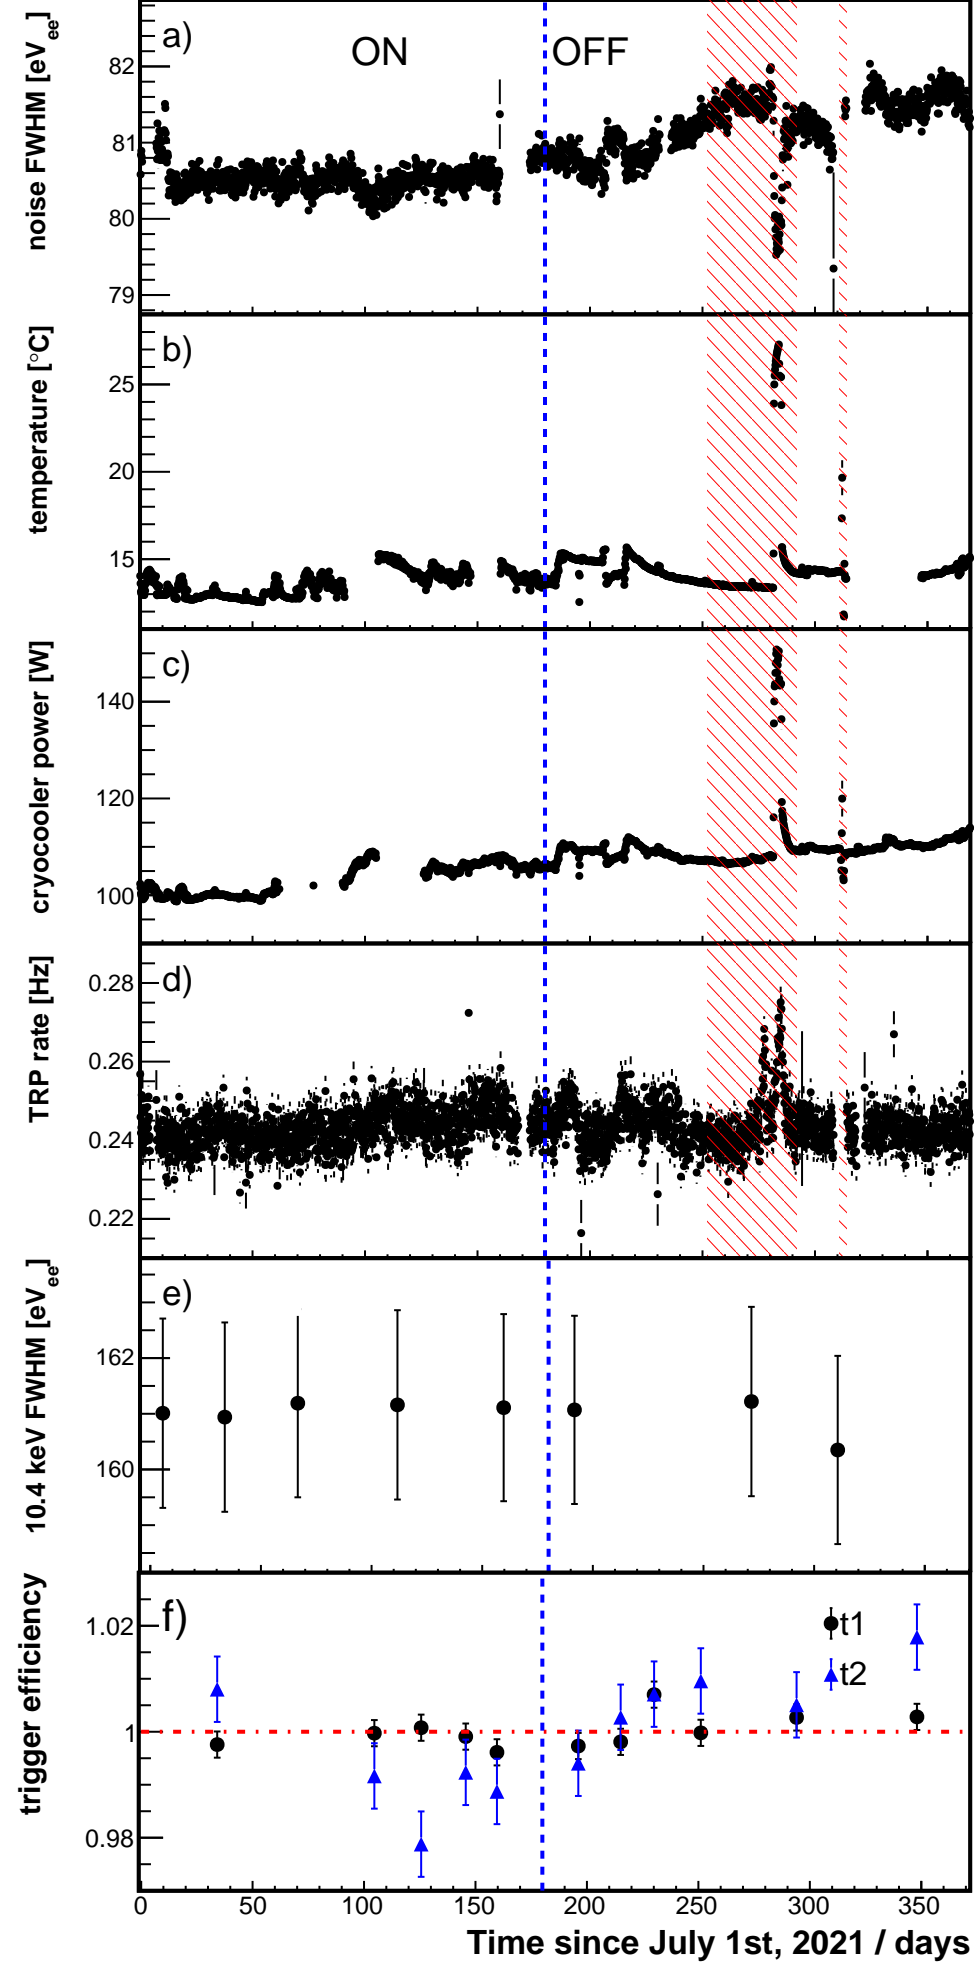 noise FWHM [eVee]
a)
ON
OFF
82
81
80
79
temperature [°C]
b)
25
20
15
cryocooler power [W]
c)
140
120
100
TRP rate [Hz]
d)
0.28
0.26
0.24
0.22
10.4 keV FWHM [eVee]
e)
162
160
trigger efficiency
f)
1.02
1
0.98
t1
t2
0 50 100 150 200 250 300 350
Time since July 1st, 2021 / days